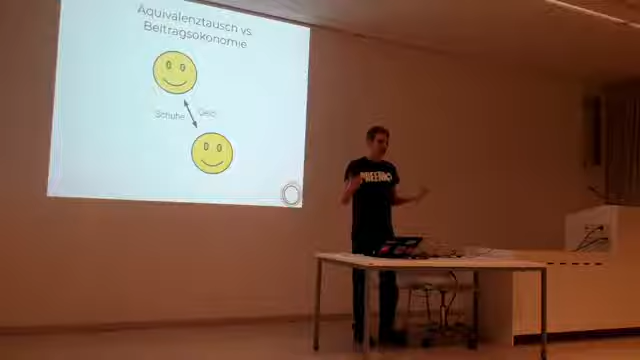 Äquivalenztausch vs
Beitragsökonomie
Schuhe Geld